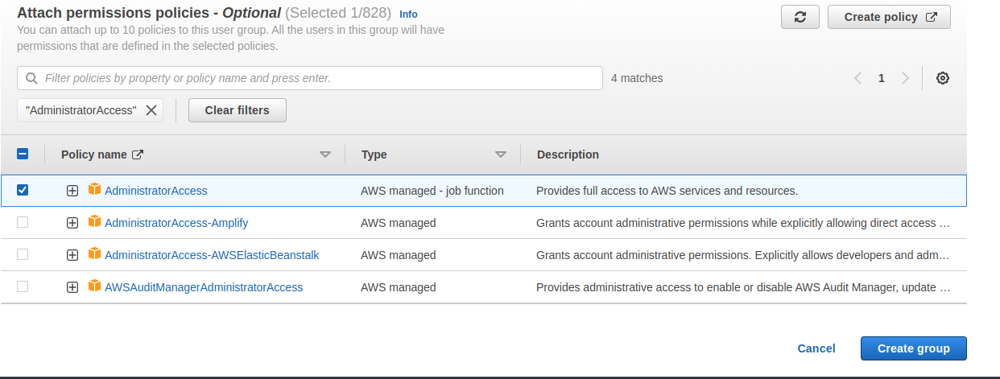 Attach permissions policies - Optional (Selected 1/828) Info
Create policy
You can attach up to 10 policies to this user group. All the users in this group will have
permissions that are defined in the selected policies.
Filter policies by property or policy name and press enter.
4 matches
1
"AdministratorAccess"
Clear filters
Policy name Type Description
AdministratorAccess AWS managed - job function Provides full access to AWS services and resources.
AdministratorAccess-Amplify AWS managed Grants account administrative permissions while explicitly allowing direct access …
AdministratorAccess-AWSElasticBeanstalk AWS managed Grants account administrative permissions. Explicitly allows developers and adm…
AWSAuditManagerAdministratorAccess AWS managed Provides administrative access to enable or disable AWS Audit Manager, update …
Cancel Create group